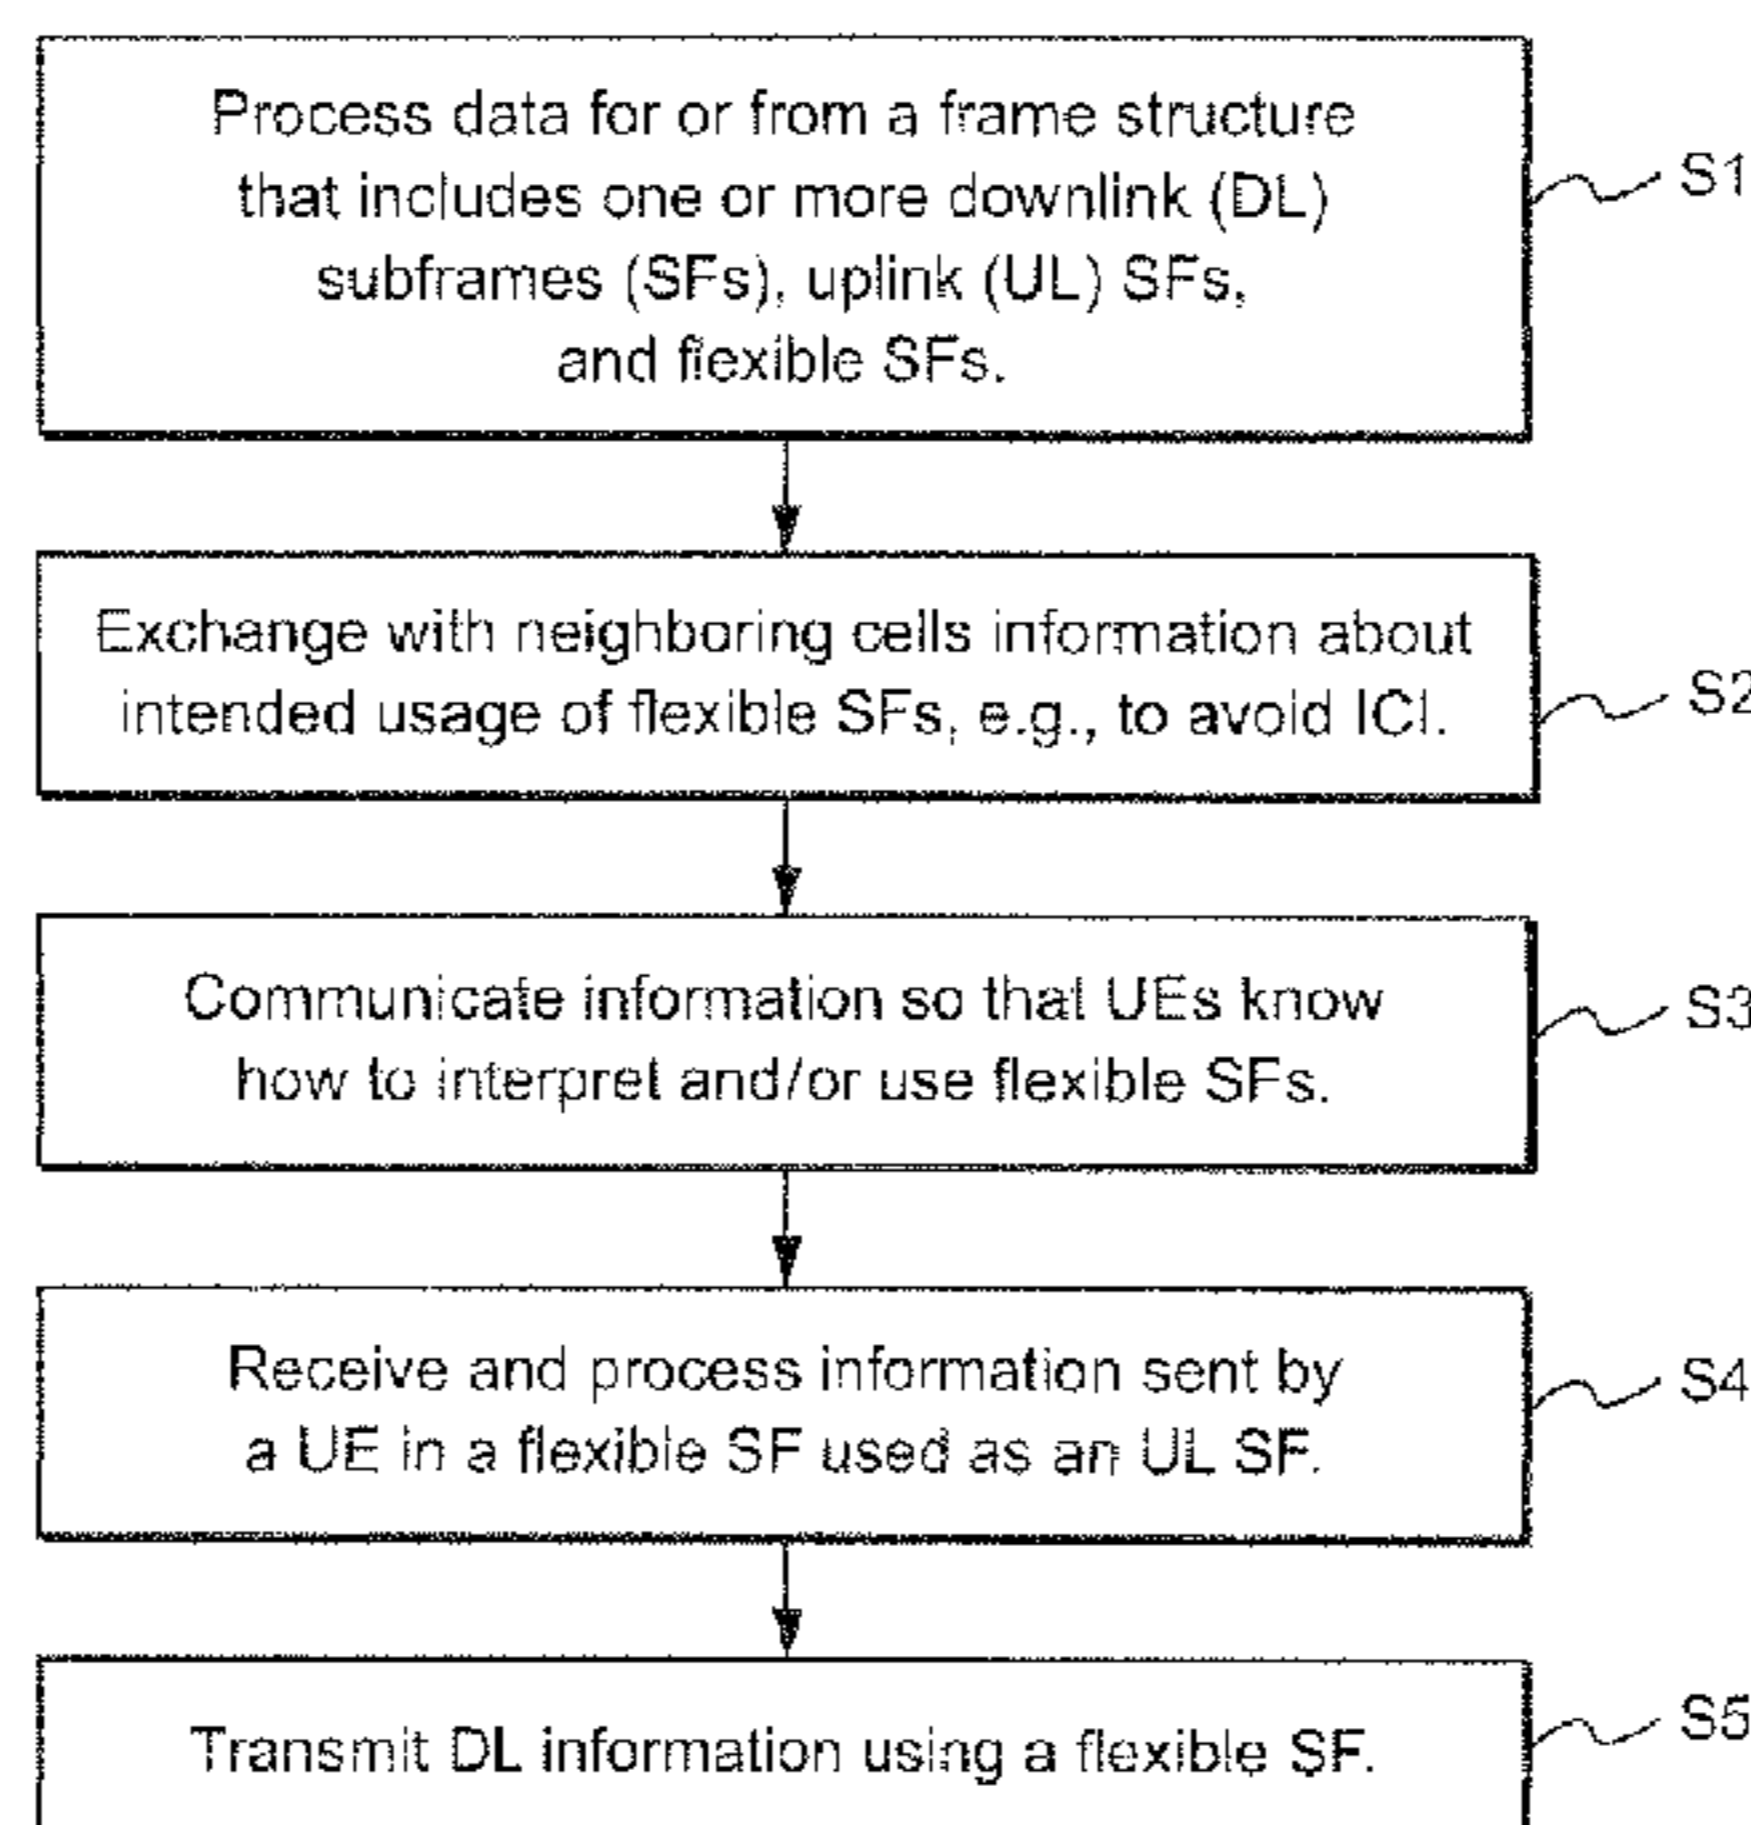 Process data for or from a frame structure
that includes one or more downlink (DL)
subframes (SFs), uplink (UL) SFs,
and flexible SFs.
S1
Exchange with neighboring cells information about
intended usage of flexible SFs, e.g., to avoid ICI.
S2
Communicate information so that UEs know
how to interpret and/or use flexible SFs.
S3
Receive and process information sent by
a UE in a flexible SF used as an UL SF.
S4
Transmit DL information using a flexible SF.
S5